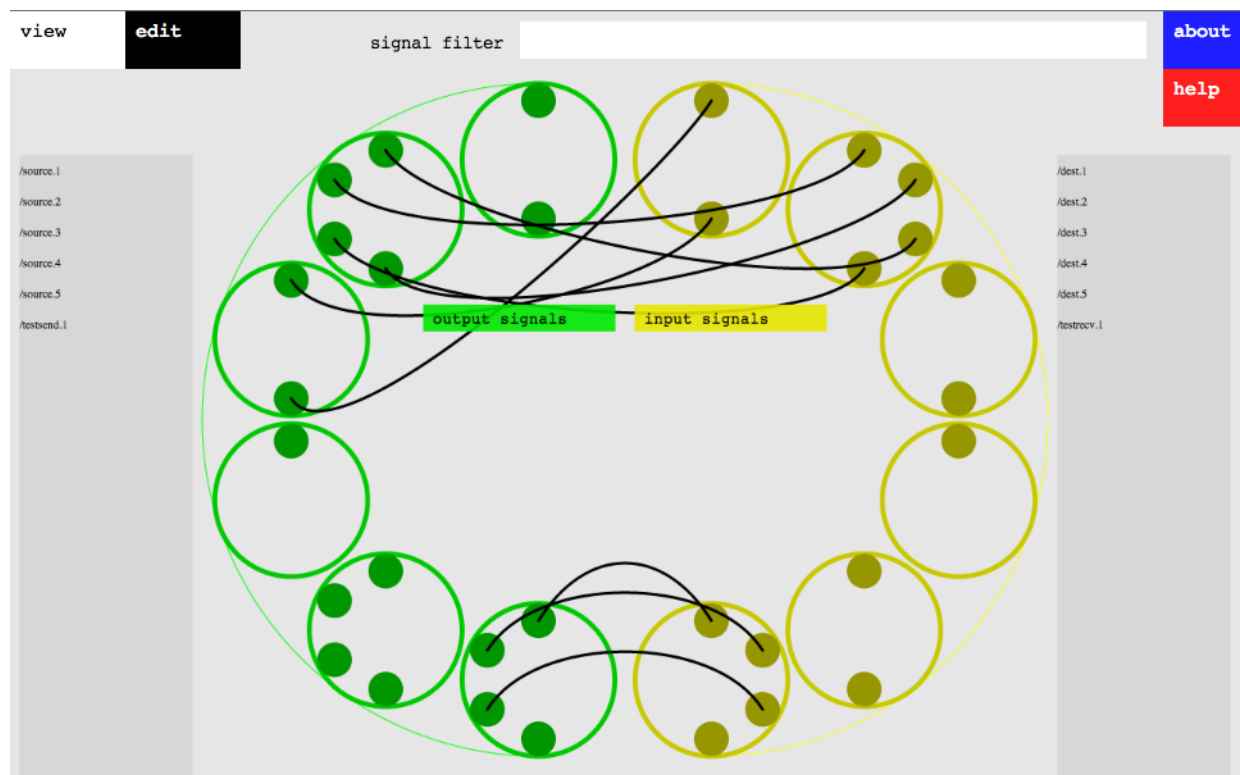 view
edit
signal filter
about
help
/source.1
/source.2
/source.3
/source.4
/source.5
/testsend.1
output signals
input signals
/dest.1
/dest.2
/dest.3
/dest.4
/dest.5
/testrecv.1